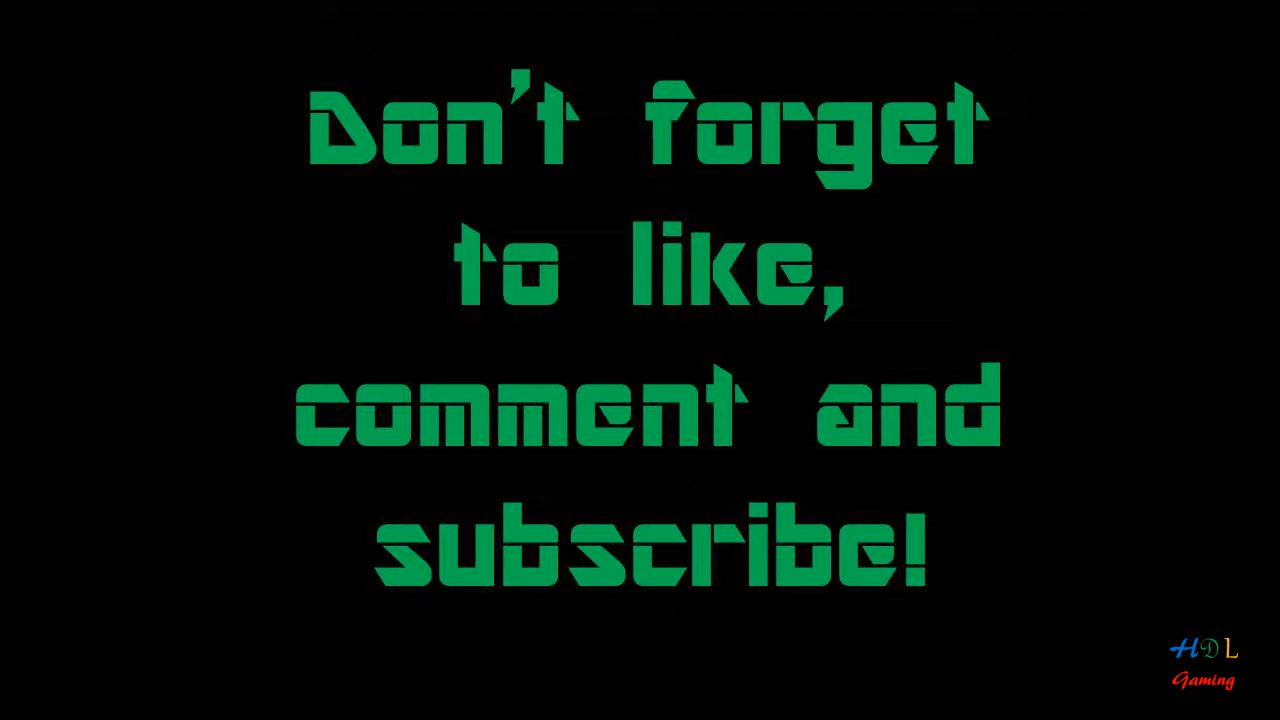 Don't forget
to like,
comment and
subscribe!
HDL
Gaming